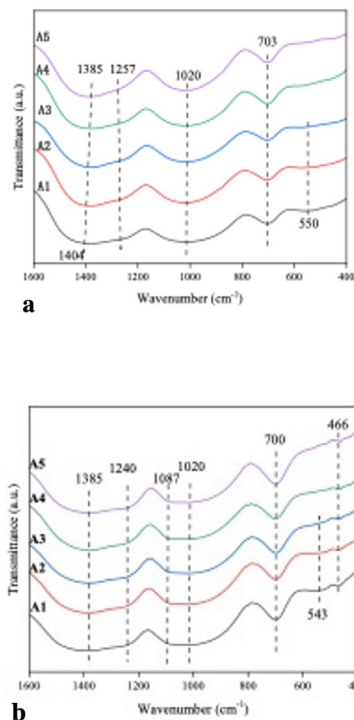 A5
A4
A3
A2
A1
1385
1257
1020
703
1404
550
Transmittance (a.u.)
1600
1400
1200
1000
800
600
400
Wavenumber (cm⁻¹)
a
A5
A4
A3
A2
A1
1385
1240
1087
1020
700
466
543
Transmittance (a.u.)
1600
1400
1200
1000
800
600
400
Wavenumber (cm⁻¹)
b